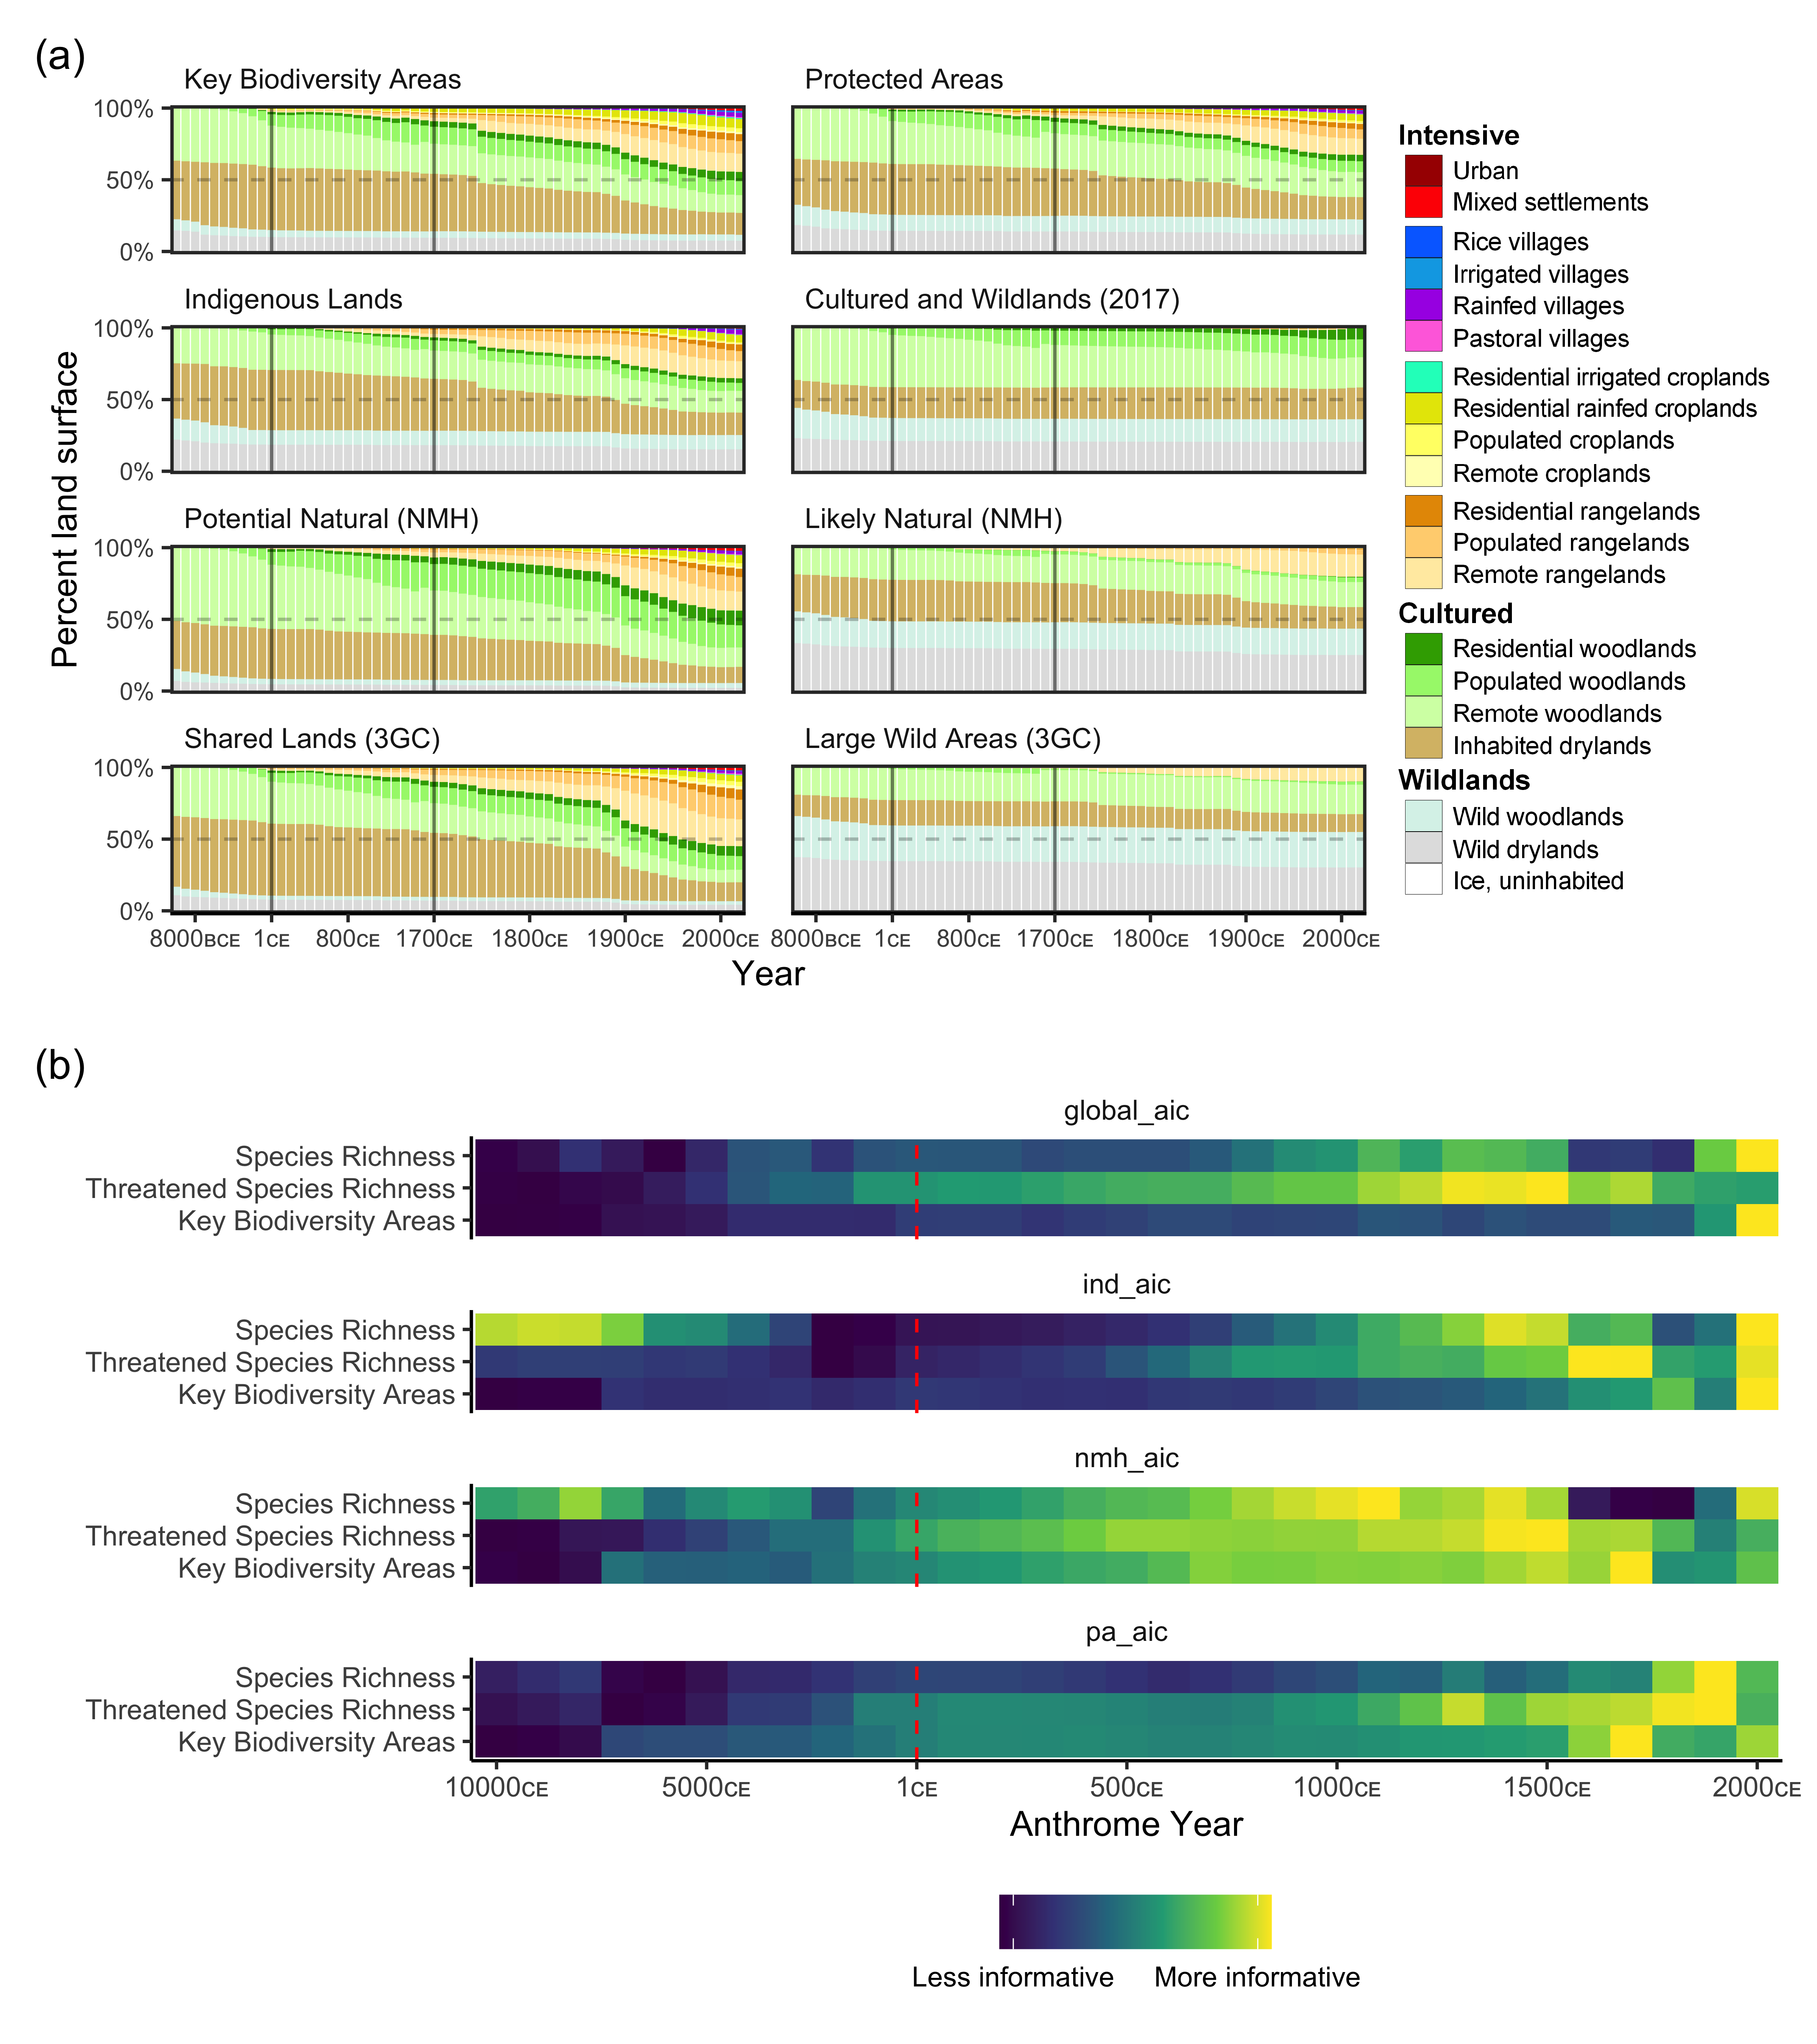 (a)
Key Biodiversity Areas
Protected Areas
100%
50%
0%
Indigenous Lands
Cultured and Wildlands (2017)
100%
50%
0%
Potential Natural (NMH)
Likely Natural (NMH)
100%
50%
0%
Shared Lands (3GC)
Large Wild Areas (3GC)
100%
50%
0%
Percent land surface
8000BCE 1CE 800CE 1700CE 1800CE 1900CE 2000CE
8000BCE 1CE 800CE 1700CE 1800CE 1900CE 2000CE
Year
Intensive
Urban
Mixed settlements
Rice villages
Irrigated villages
Rainfed villages
Pastoral villages
Residential irrigated croplands
Residential rainfed croplands
Populated croplands
Remote croplands
Residential rangelands
Populated rangelands
Remote rangelands
Cultured
Residential woodlands
Populated woodlands
Remote woodlands
Inhabited drylands
Wildlands
Wild woodlands
Wild drylands
Ice, uninhabited
(b)
global_aic
Species Richness
Threatened Species Richness
Key Biodiversity Areas
ind_aic
Species Richness
Threatened Species Richness
Key Biodiversity Areas
nmh_aic
Species Richness
Threatened Species Richness
Key Biodiversity Areas
pa_aic
Species Richness
Threatened Species Richness
Key Biodiversity Areas
10000CE 5000CE 1CE 500CE 1000CE 1500CE 2000CE
Anthrome Year
Less informative More informative